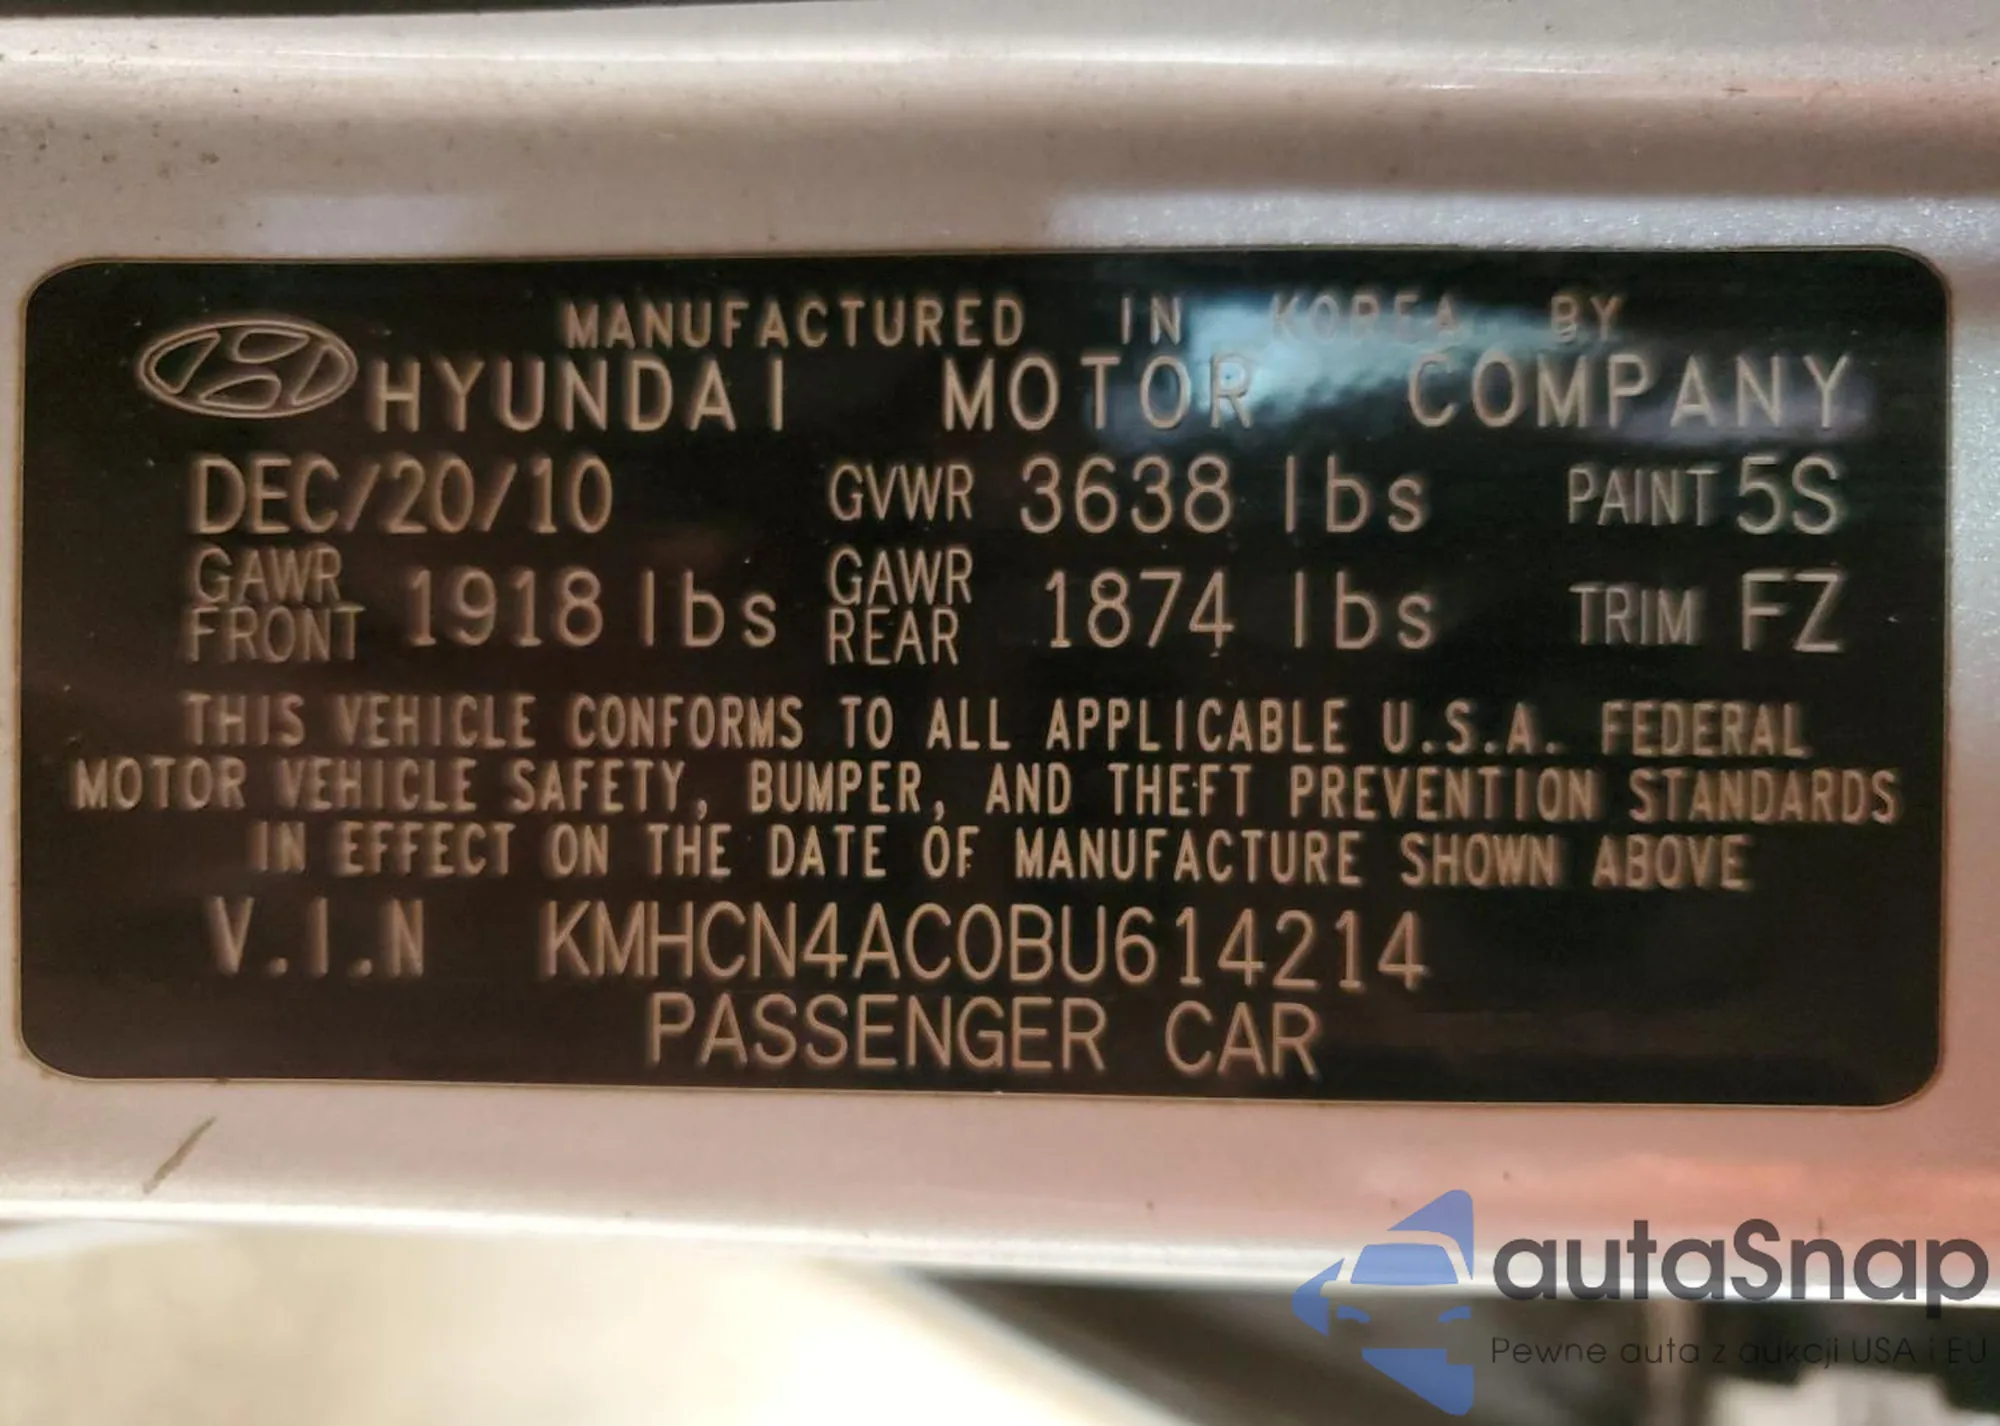 MANUFACTURED IN KOREA BY
HYUNDAI MOTOR COMPANY
DEC/20/10 GVWR 3638 lbs PAINT 5S
GAWR FRONT 1918 lbs GAWR REAR 1874 lbs TRIM FZ
THIS VEHICLE CONFORMS TO ALL APPLICABLE U.S.A. FEDERAL
MOTOR VEHICLE SAFETY, BUMPER, AND THEFT PREVENTION STANDARDS
IN EFFECT ON THE DATE OF MANUFACTURE SHOWN ABOVE
V.I.N KMHCN4AC0BU614214
PASSENGER CAR
autaSnap
Pewne auta z aukcji USA i EU